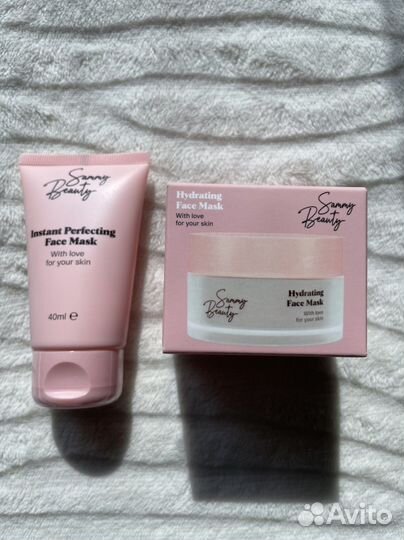 Sammy
Beauty
Instant Perfecting
Face Mask
With love
for your skin
40ml e
Hydrating
Face Mask
With love
for your skin
Sammy
Beauty
Sammy
Beauty
Hydrating
Face Mask
With love
for your skin
Avito